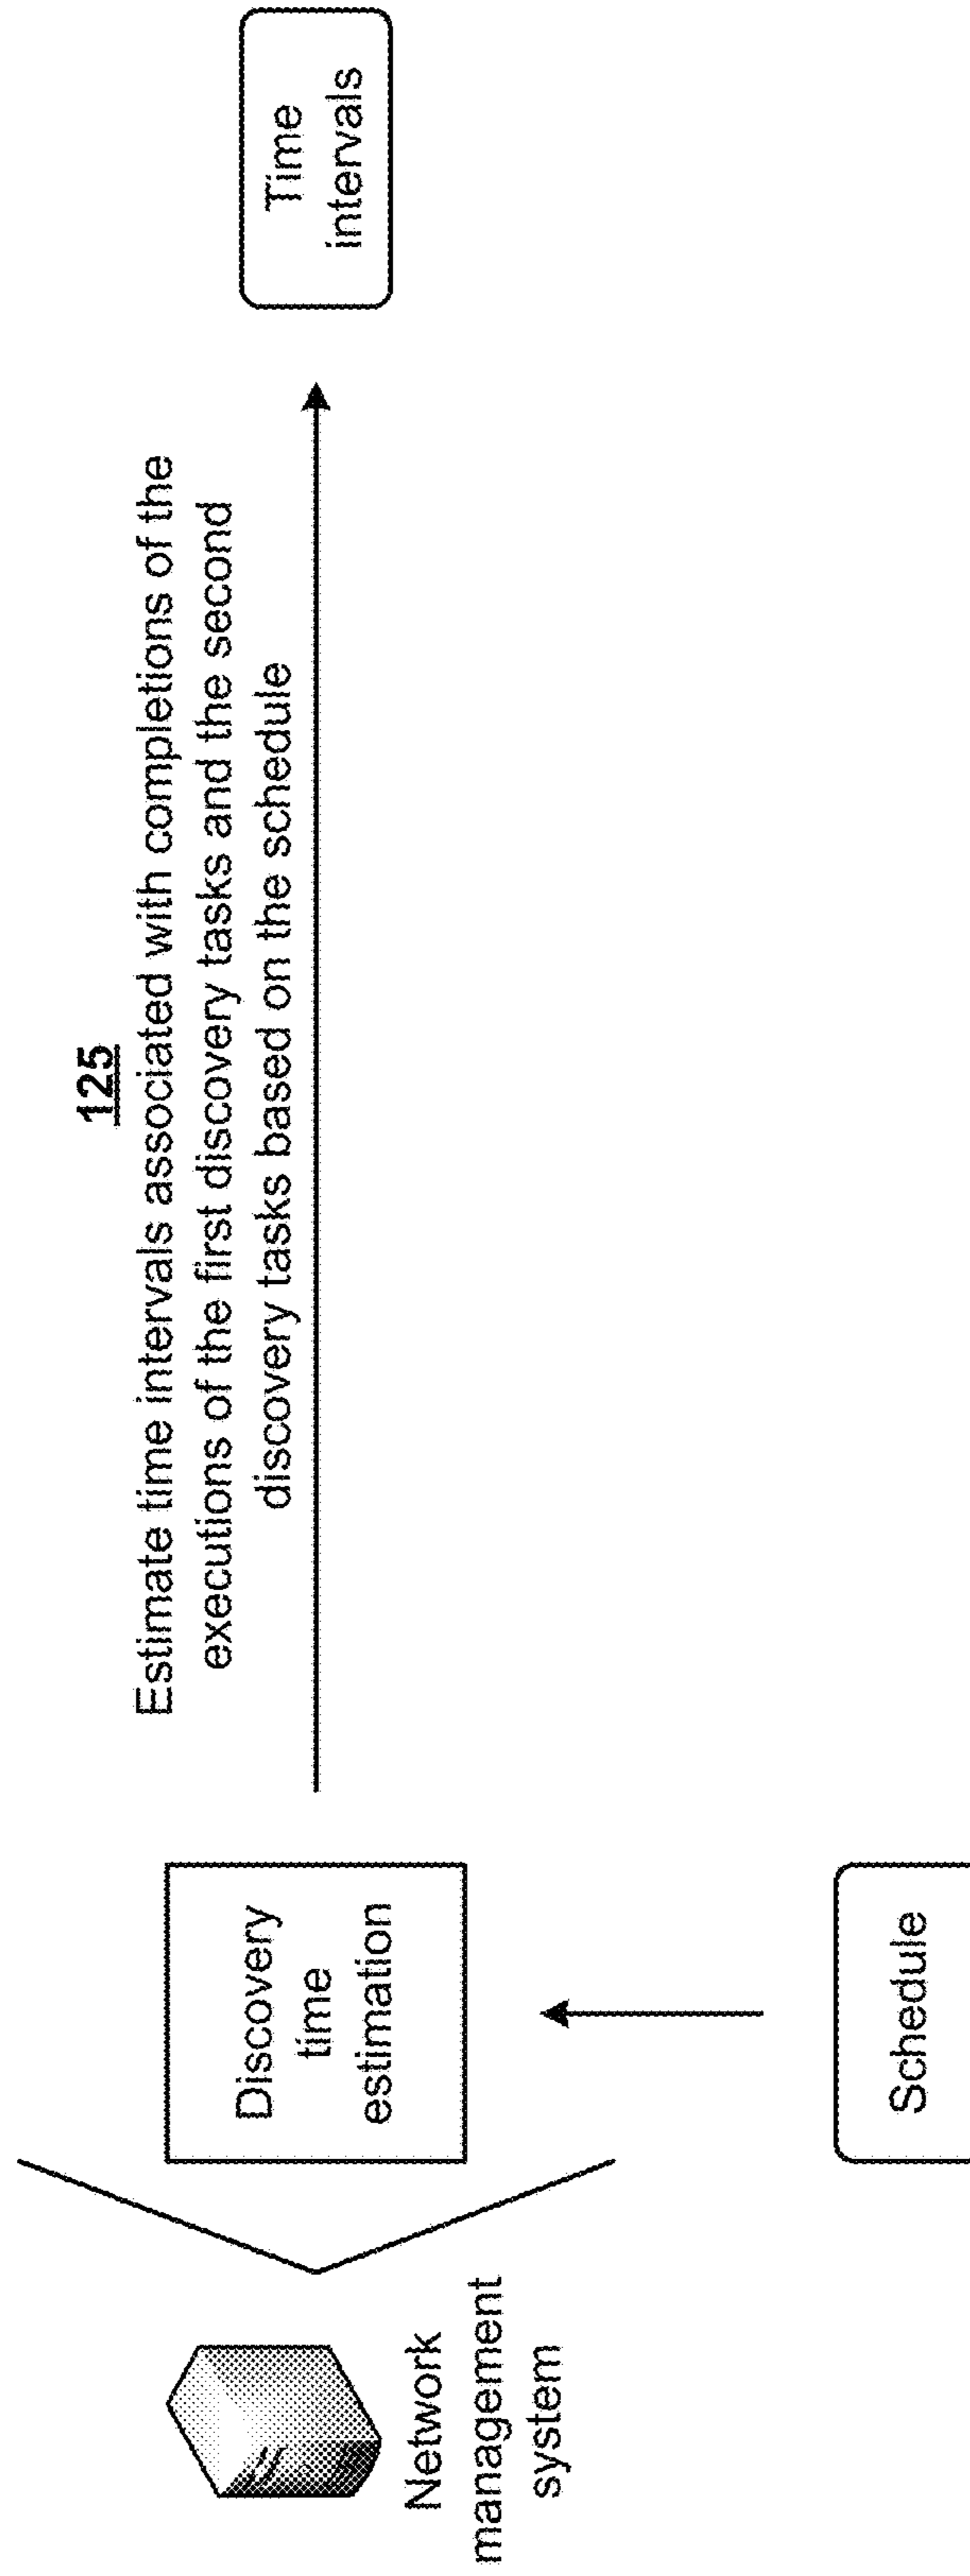 125
Estimate time intervals associated with completions of the
executions of the first discovery tasks and the second
discovery tasks based on the schedule
Network
management
system
Discovery
time
estimation
Time
intervals
Schedule